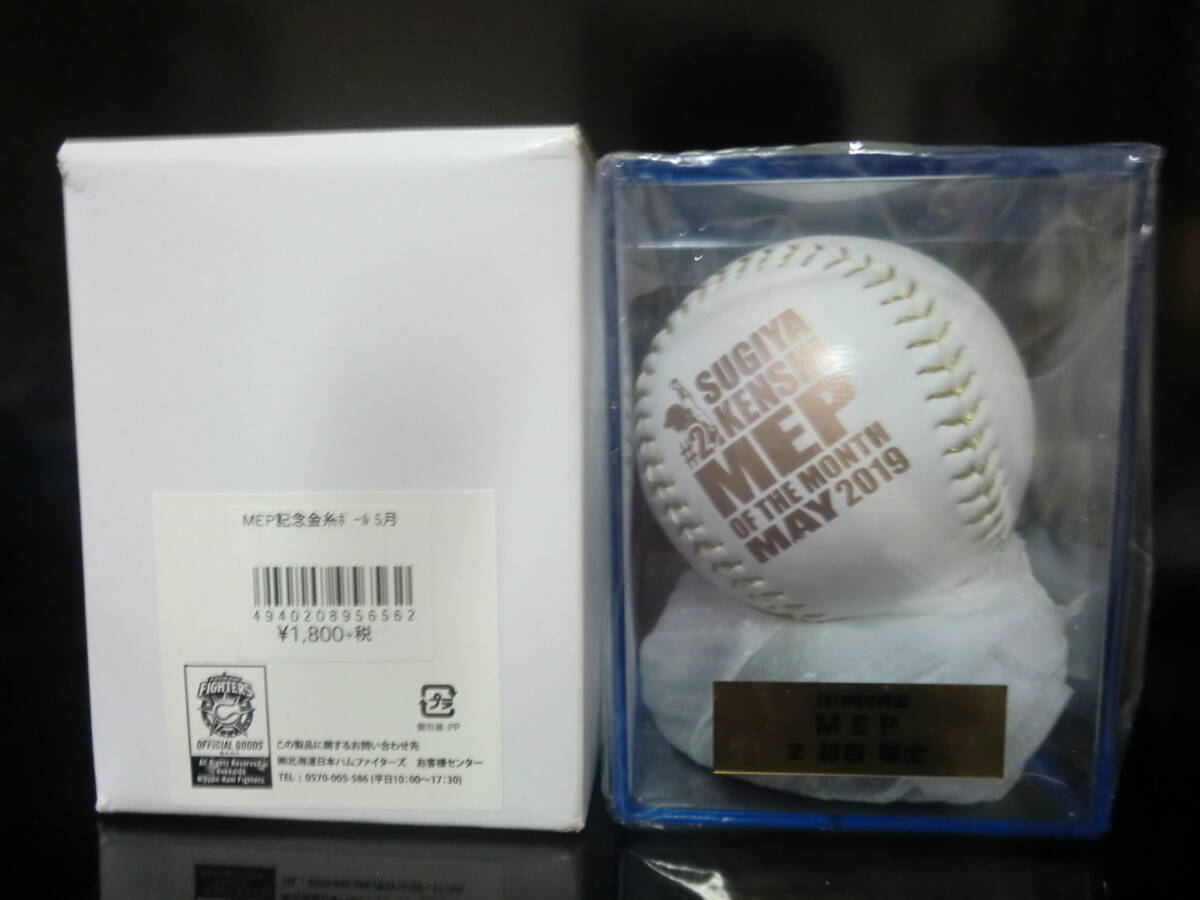 MEP記念金糸ﾎﾞｰﾙ 5月
4940208956562
¥1,800+税
FIGHTERS
OFFICIAL GOODS
All Rights Reserved
Hokkaido
Nippon-Ham Fighters.
プラ
個包装:PP
この製品に関するお問い合わせ先
㈱北海道日本ハムファイターズ お客様センター
TEL : 0570-005-586 (平日10:00〜17:30)
SUGIYA
KENSHI
#2
MEP
OF THE MONTH
MAY 2019
MEP
2 杉谷 拳士